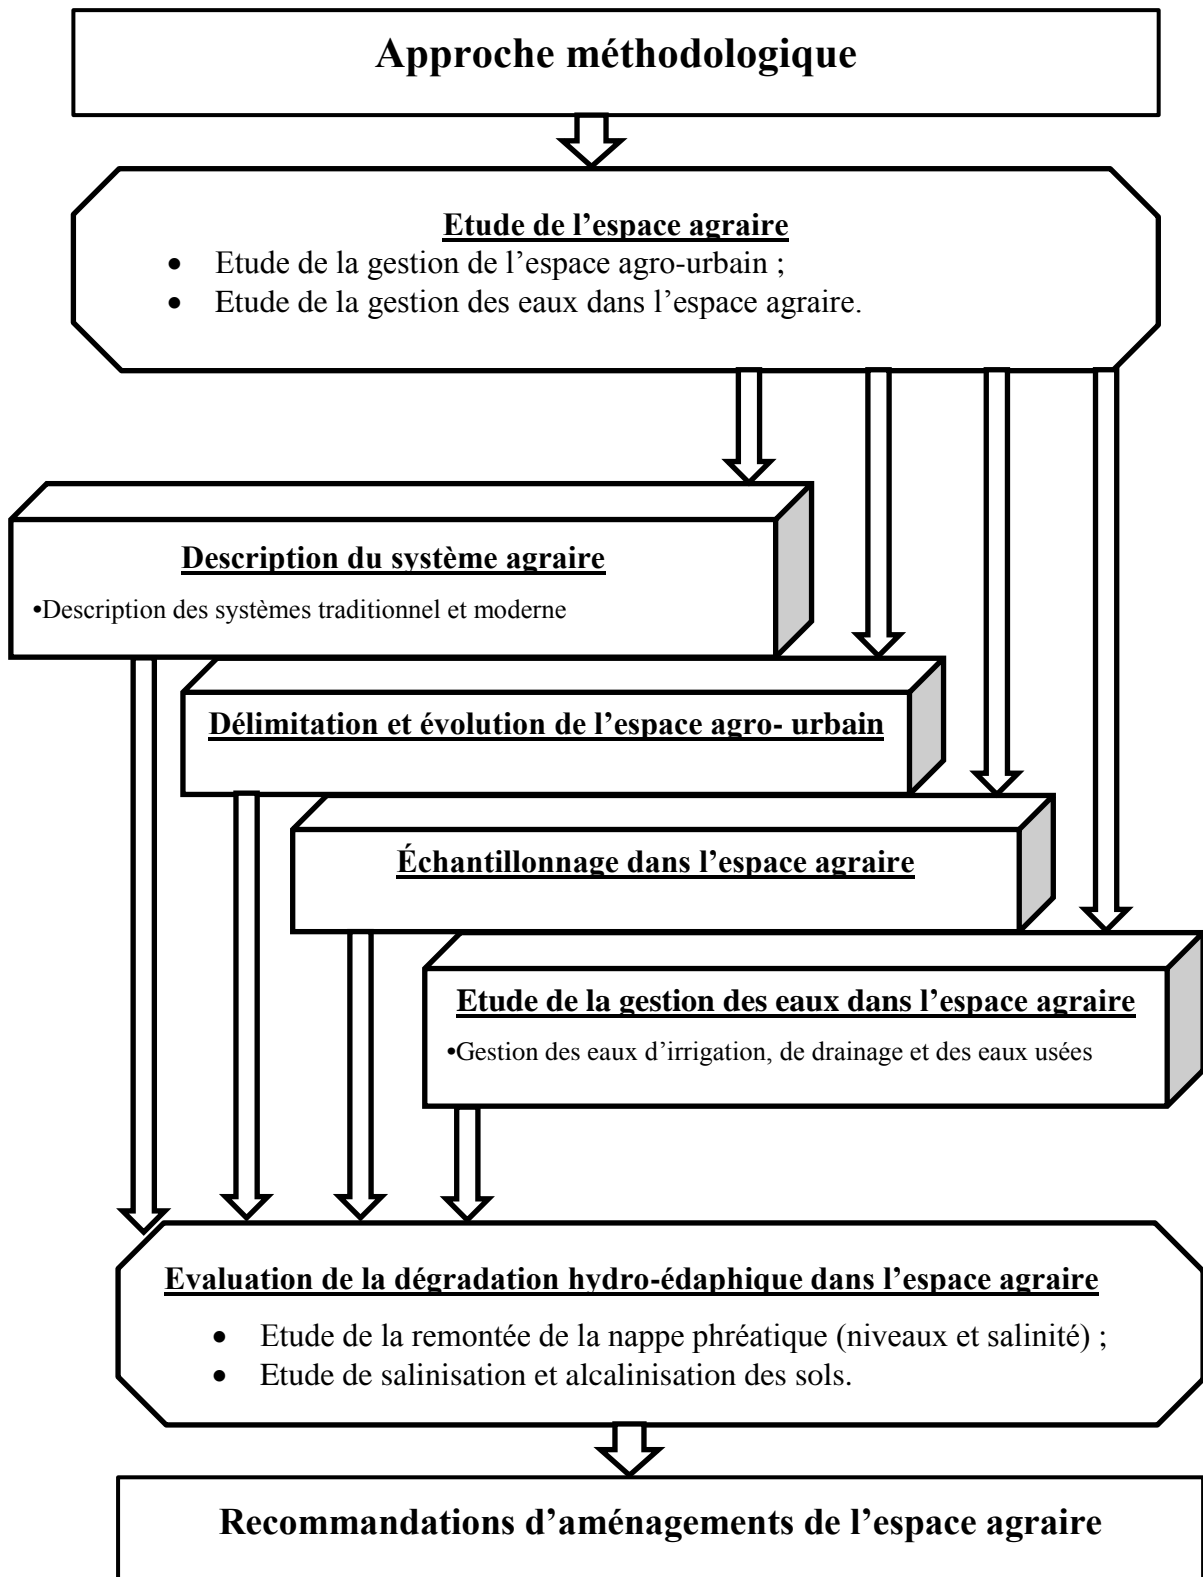 Approche méthodologique
Etude de l’espace agraire
• Etude de la gestion de l’espace agro-urbain ;
• Etude de la gestion des eaux dans l’espace agraire.
Description du système agraire
•Description des systèmes traditionnel et moderne
Délimitation et évolution de l’espace agro- urbain
Échantillonnage dans l’espace agraire
Etude de la gestion des eaux dans l’espace agraire
•Gestion des eaux d’irrigation, de drainage et des eaux usées
Evaluation de la dégradation hydro-édaphique dans l’espace agraire
• Etude de la remontée de la nappe phréatique (niveaux et salinité) ;
• Etude de salinisation et alcalinisation des sols.
Recommandations d’aménagements de l’espace agraire